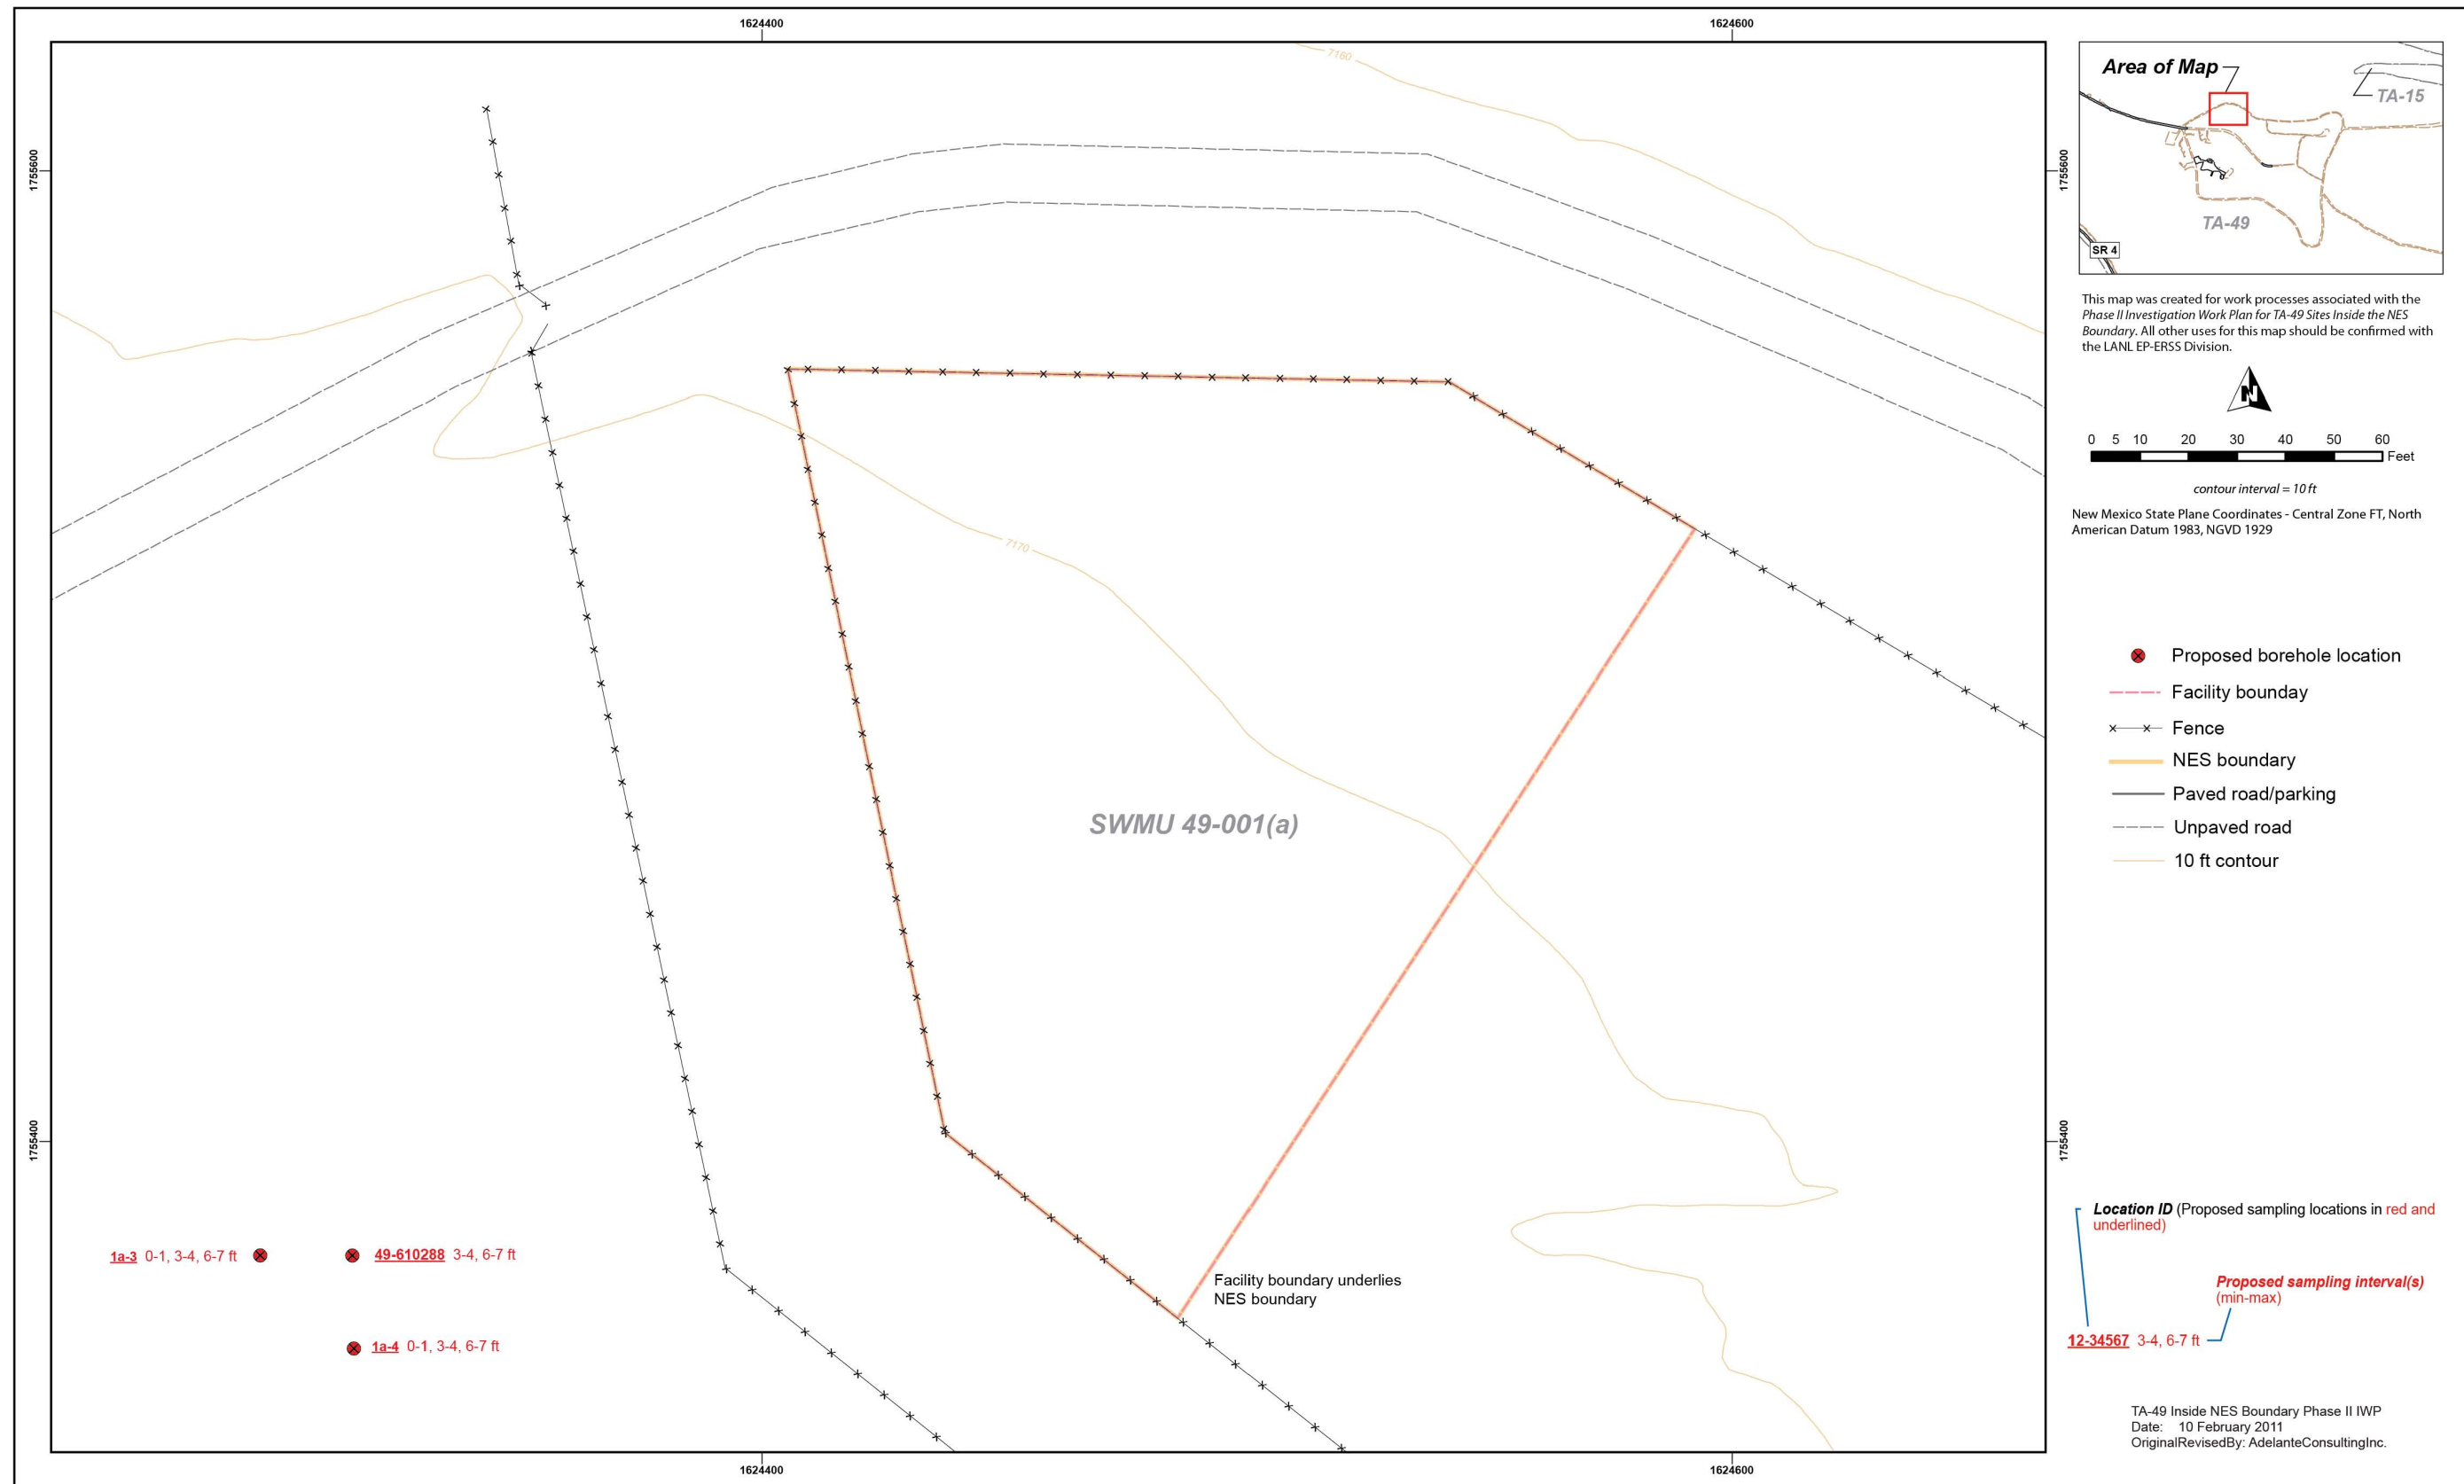 1624400
1624600
1755600
1755600
7160
7170
SWMU 49-001(a)
1755400
1755400
1a-3 0-1, 3-4, 6-7 ft
49-610288 3-4, 6-7 ft
1a-4 0-1, 3-4, 6-7 ft
Facility boundary underlies
NES boundary
1624400
1624600
Area of Map
TA-15
TA-49
SR 4
This map was created for work processes associated with the
Phase II Investigation Work Plan for TA-49 Sites Inside the NES
Boundary. All other uses for this map should be confirmed with
the LANL EP-ERSS Division.
N
0 5 10 20 30 40 50 60
Feet
contour interval = 10 ft
New Mexico State Plane Coordinates - Central Zone FT, North
American Datum 1983, NGVD 1929
Proposed borehole location
Facility bounday
Fence
NES boundary
Paved road/parking
Unpaved road
10 ft contour
Location ID (Proposed sampling locations in red and
underlined)
Proposed sampling interval(s)
(min-max)
12-34567 3-4, 6-7 ft
TA-49 Inside NES Boundary Phase II IWP
Date: 10 February 2011
OriginalRevisedBy: AdelanteConsultingInc.